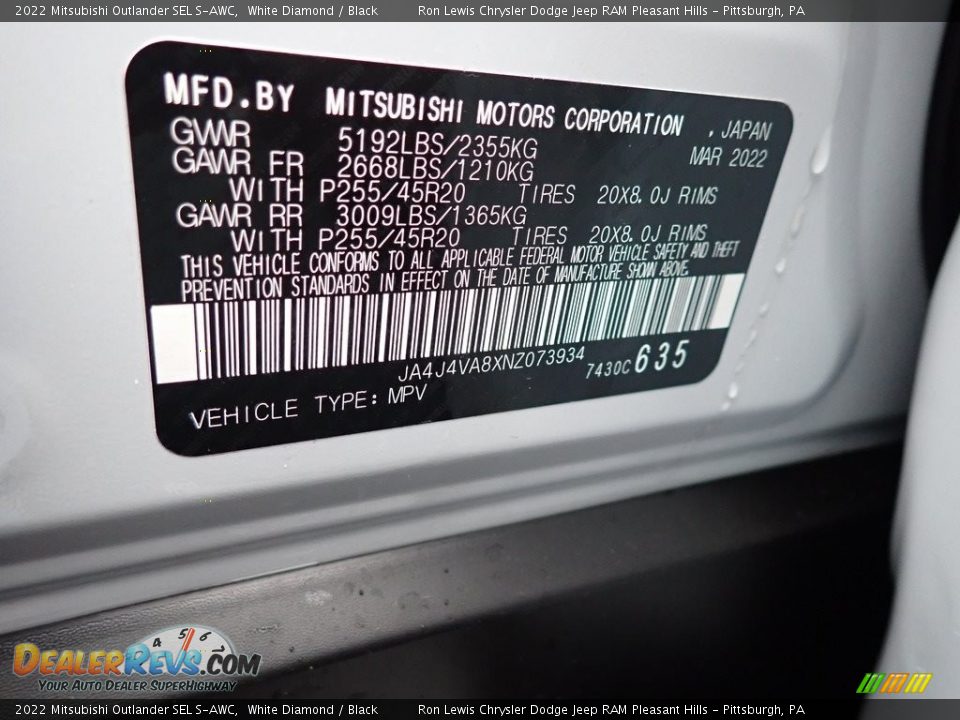 2022 Mitsubishi Outlander SEL S-AWC, White Diamond / Black Ron Lewis Chrysler Dodge Jeep RAM Pleasant Hills - Pittsburgh, PA
MFD.BY MITSUBISHI MOTORS CORPORATION , JAPAN
GVWR 5192LBS/2355KG MAR 2022
GAWR FR 2668LBS/1210KG
WITH P255/45R20 TIRES 20X8.0J RIMS
GAWR RR 3009LBS/1365KG
WITH P255/45R20 TIRES 20X8.0J RIMS
THIS VEHICLE CONFORMS TO ALL APPLICABLE FEDERAL MOTOR VEHICLE SAFETY AND THEFT
PREVENTION STANDARDS IN EFFECT ON THE DATE OF MANUFACTURE SHOWN ABOVE.
JA4J4VA8XNZ073934 7430C 635
VEHICLE TYPE: MPV
4 5 6 7
DEALERREVS.COM
YOUR AUTO DEALER SUPERHIGHWAY
2022 Mitsubishi Outlander SEL S-AWC, White Diamond / Black Ron Lewis Chrysler Dodge Jeep RAM Pleasant Hills - Pittsburgh, PA